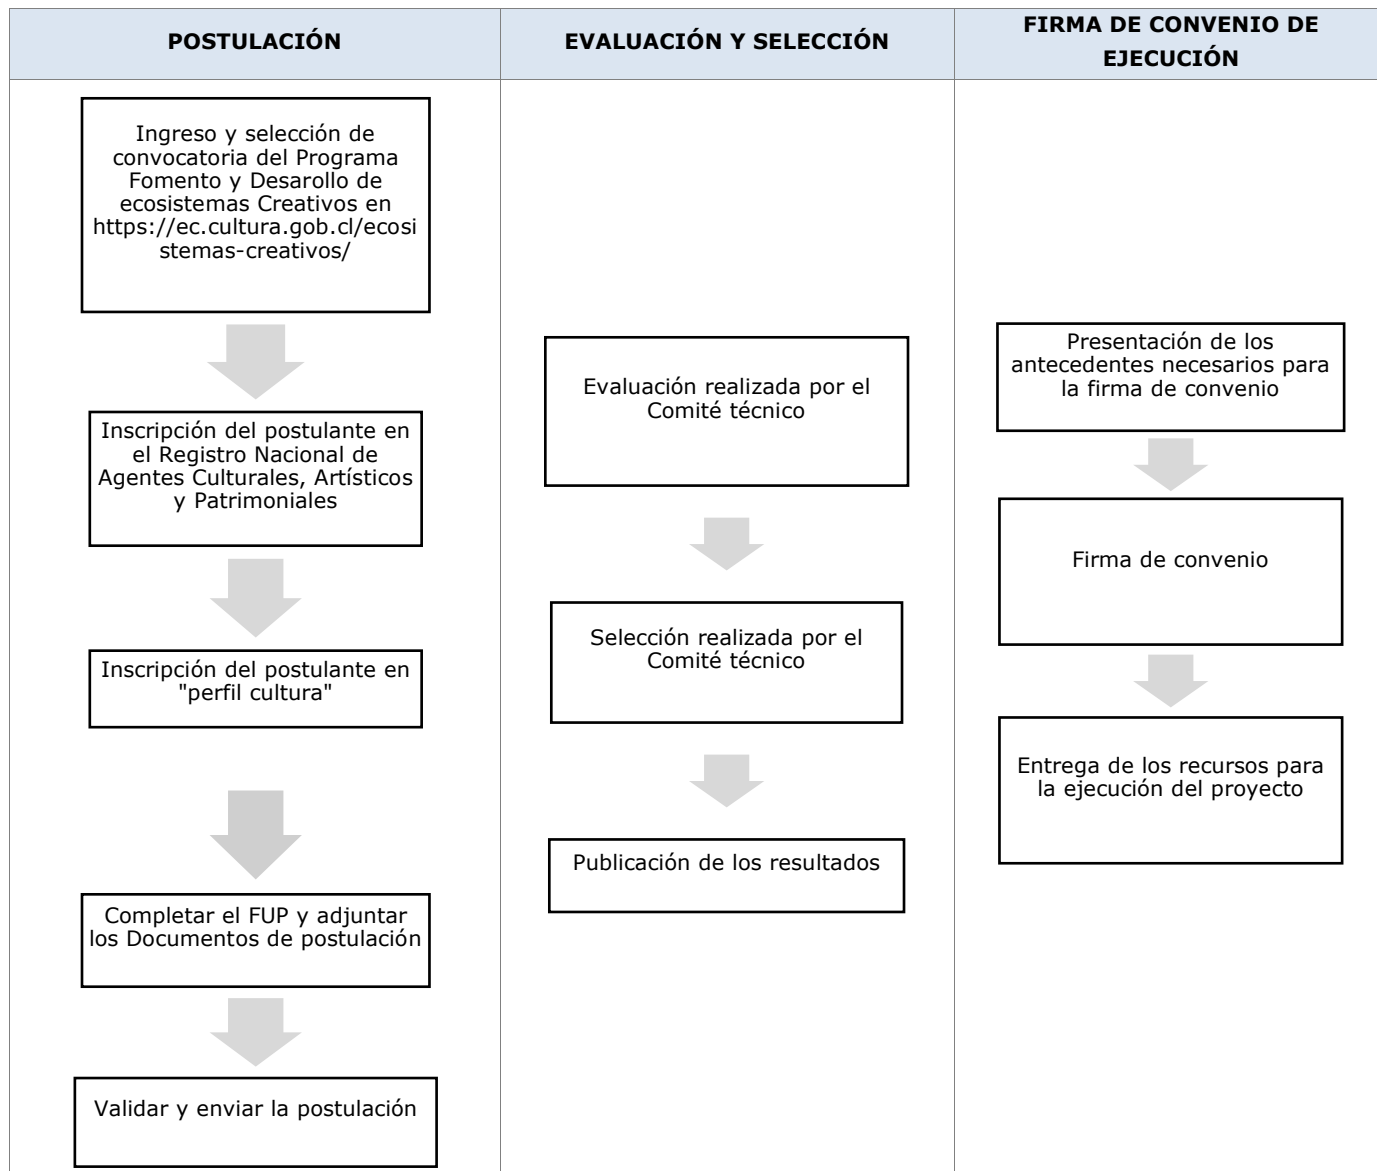 POSTULACIÓN
EVALUACIÓN Y SELECCIÓN
FIRMA DE CONVENIO DE
EJECUCIÓN
Ingreso y selección de
convocatoria del Programa
Fomento y Desarollo de
ecosistemas Creativos en
https://ec.cultura.gob.cl/ecosi
stemas-creativos/
Inscripción del postulante en
el Registro Nacional de
Agentes Culturales, Artísticos
y Patrimoniales
Inscripción del postulante en
"perfil cultura"
Completar el FUP y adjuntar
los Documentos de postulación
Validar y enviar la postulación
Evaluación realizada por el
Comité técnico
Selección realizada por el
Comité técnico
Publicación de los resultados
Presentación de los
antecedentes necesarios para
la firma de convenio
Firma de convenio
Entrega de los recursos para
la ejecución del proyecto